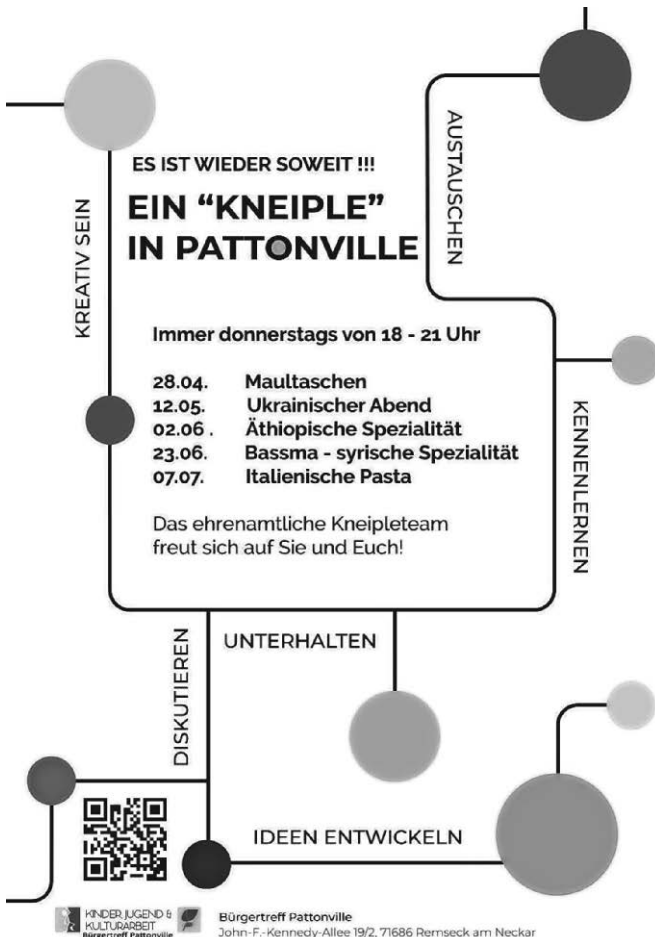 ES IST WIEDER SOWEIT !!!
EIN “KNEIPLE”
IN PATTONVILLE
KREATIV SEIN
AUSTAUSCHEN
Immer donnerstags von 18 - 21 Uhr
28.04. Maultaschen
12.05. Ukrainischer Abend
02.06 . Äthiopische Spezialität
23.06. Bassma - syrische Spezialität
07.07. Italienische Pasta
KENNENLERNEN
Das ehrenamtliche Kneipleteam
freut sich auf Sie und Euch!
UNTERHALTEN
DISKUTIEREN
IDEEN ENTWICKELN
KINDER, JUGEND &
KULTURARBEIT
Bürgertreff Pattonville
Bürgertreff Pattonville
John-F.-Kennedy-Allee 19/2, 71686 Remseck am Neckar